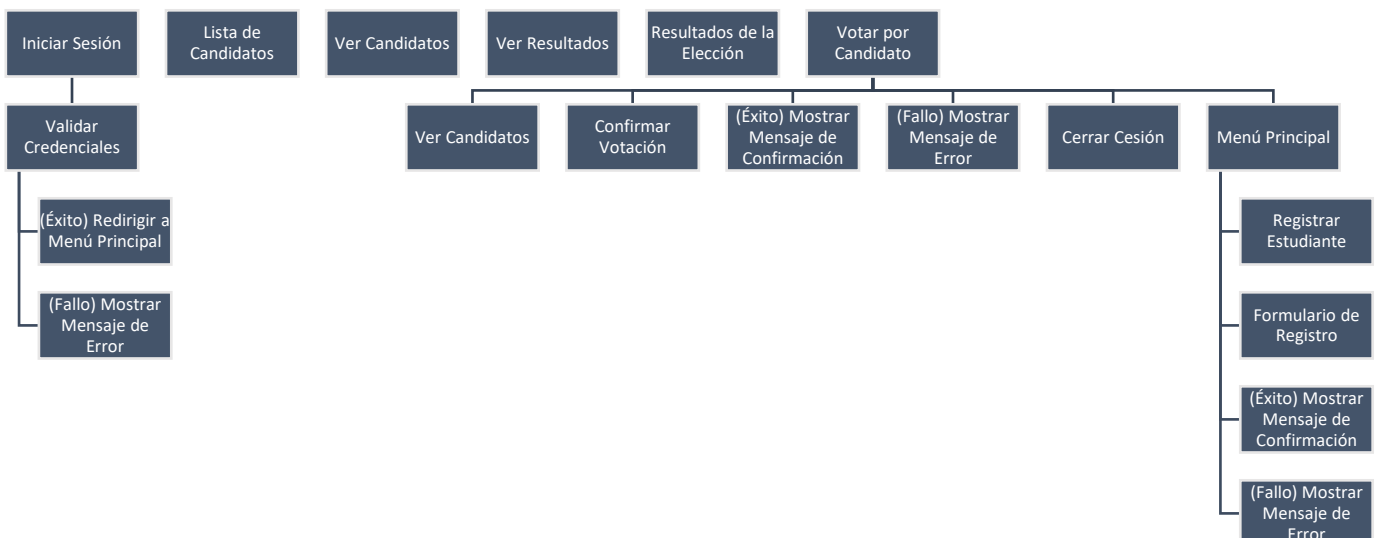 Iniciar Sesión
Lista de
Candidatos
Ver Candidatos
Ver Resultados
Resultados de la
Elección
Votar por
Candidato
Validar
Credenciales
Ver Candidatos
Confirmar
Votación
(Éxito) Mostrar
Mensaje de
Confirmación
(Fallo) Mostrar
Mensaje de
Error
Cerrar Cesión
Menú Principal
(Éxito) Redirigir a
Menú Principal
(Fallo) Mostrar
Mensaje de
Error
Registrar
Estudiante
Formulario de
Registro
(Éxito) Mostrar
Mensaje de
Confirmación
(Fallo) Mostrar
Mensaje de
Error